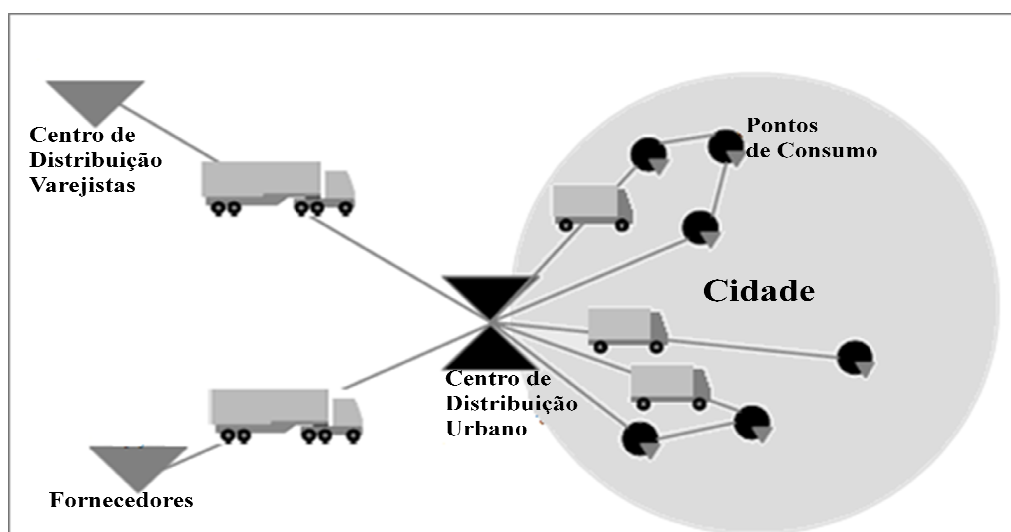 Centro de
Distribuição
Varejistas
Pontos
de Consumo
Cidade
Centro de
Distribuição
Urbano
Fornecedores